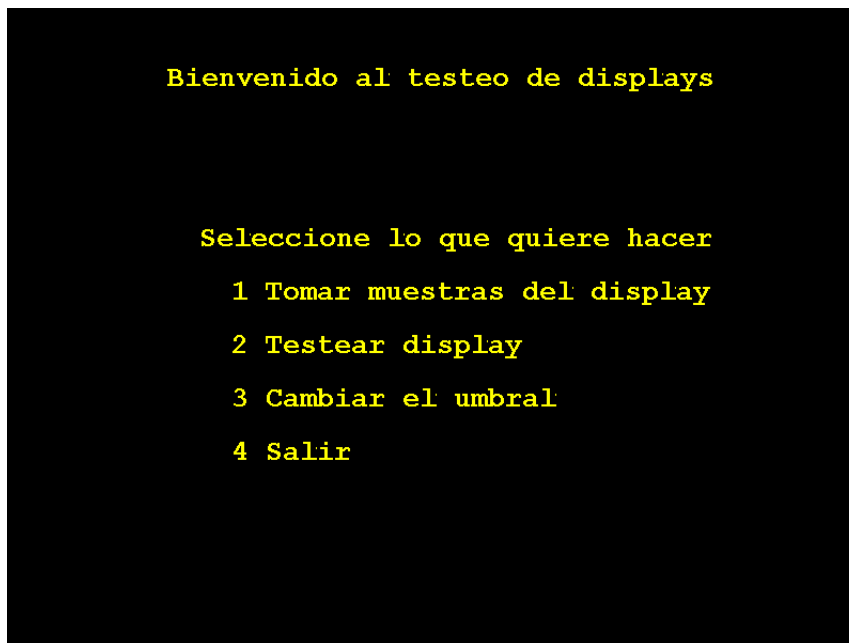 Bienvenido al testeo de displays
Seleccione lo que quiere hacer
1 Tomar muestras del display
2 Testear display
3 Cambiar el umbral
4 Salir